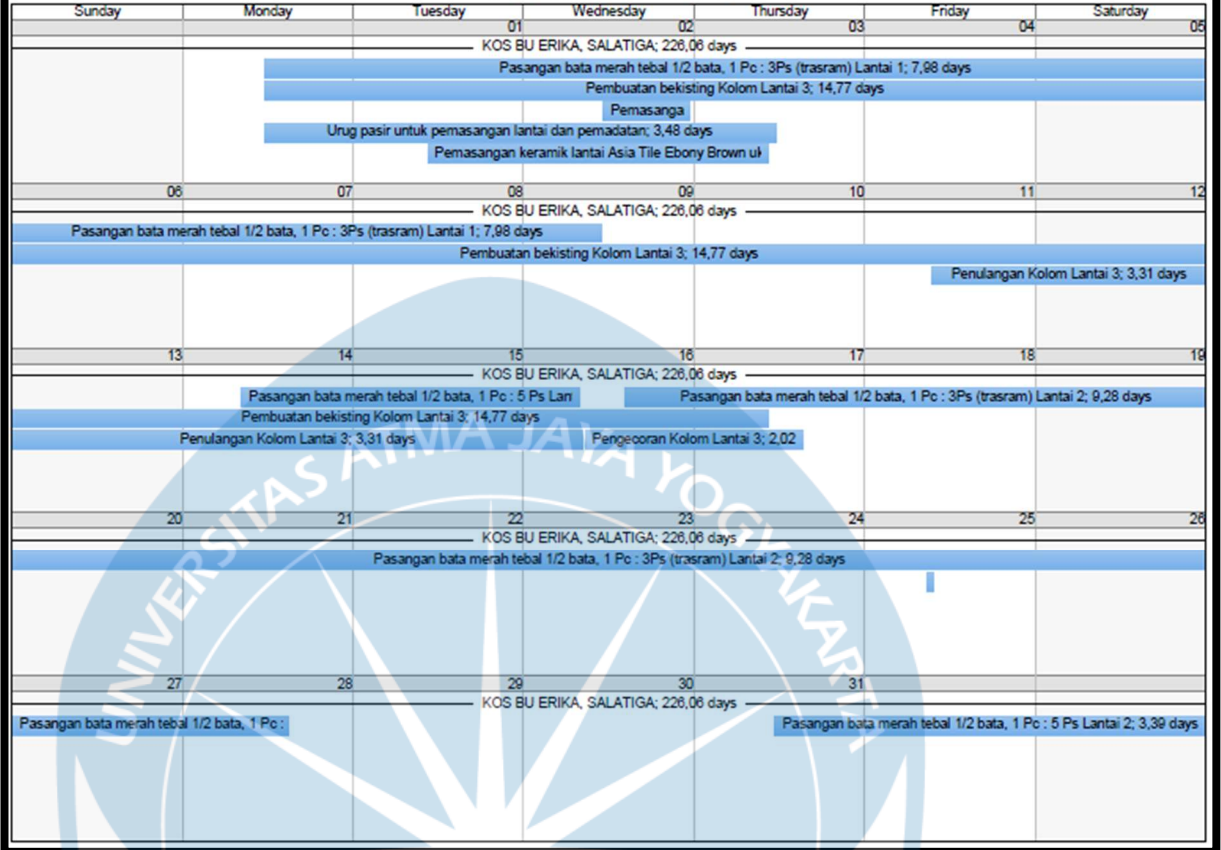 Sunday Monday Tuesday Wednesday Thursday Friday Saturday
01 02 03 04 05
KOS BU ERIKA, SALATIGA; 226,06 days
Pasangan bata merah tebal 1/2 bata, 1 Pc : 3Ps (trasram) Lantai 1; 7,98 days
Pembuatan bekisting Kolom Lantai 3; 14,77 days
Pemasanga
Urug pasir untuk pemasangan lantai dan pemadatan; 3,48 days
Pemasangan keramik lantai Asia Tile Ebony Brown uk
06 07 08 09 10 11 12
KOS BU ERIKA, SALATIGA; 226,06 days
Pasangan bata merah tebal 1/2 bata, 1 Pc : 3Ps (trasram) Lantai 1; 7,98 days
Pembuatan bekisting Kolom Lantai 3; 14,77 days
Penulangan Kolom Lantai 3; 3,31 days
13 14 15 16 17 18 19
KOS BU ERIKA, SALATIGA; 226,06 days
Pasangan bata merah tebal 1/2 bata, 1 Pc : 5 Ps Lan Pasangan bata merah tebal 1/2 bata, 1 Pc : 3Ps (trasram) Lantai 2; 9,28 days
Pembuatan bekisting Kolom Lantai 3; 14,77 days
Penulangan Kolom Lantai 3; 3,31 days Pengecoran Kolom Lantai 3; 2,02
20 21 22 23 24 25 26
KOS BU ERIKA, SALATIGA; 226,06 days
Pasangan bata merah tebal 1/2 bata, 1 Pc : 3Ps (trasram) Lantai 2; 9,28 days
27 28 29 30 31
KOS BU ERIKA, SALATIGA; 226,06 days
Pasangan bata merah tebal 1/2 bata, 1 Pc : Pasangan bata merah tebal 1/2 bata, 1 Pc : 5 Ps Lantai 2; 3,39 days
UNIVERSITAS ATMA JAYA YOGYAKARTA